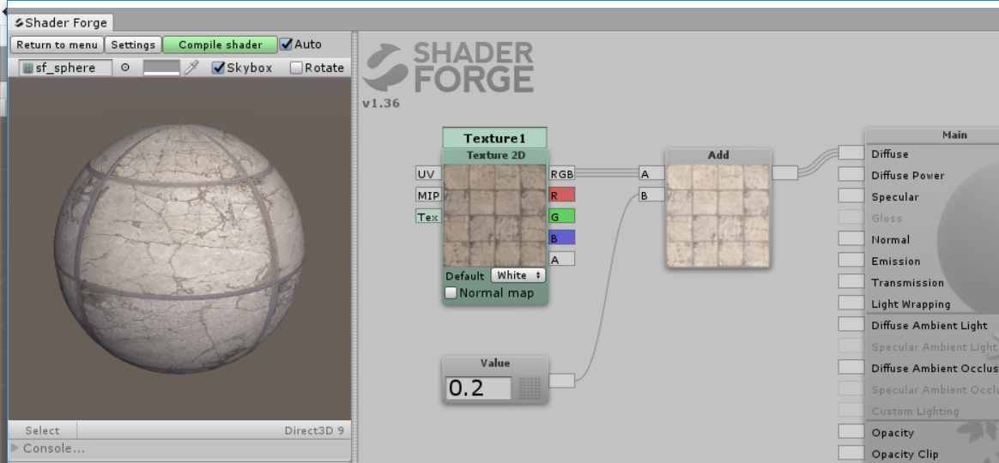 Shader Forge
Return to menu Settings Compile shader Auto
sf_sphere Skybox Rotate
SHADER
FORGE
v1.36
Texture1
Texture 2D
UV RGB
MIP R
Tex G
B
A
Default White
Normal map
Value
0.2
Add
A
B
Main
Diffuse
Diffuse Power
Specular
Gloss
Normal
Emission
Transmission
Light Wrapping
Diffuse Ambient Light
Specular Ambient Light
Diffuse Ambient Occlus
Specular Ambient Occlu
Custom Lighting
Opacity
Opacity Clip
Select Direct3D 9
Console...